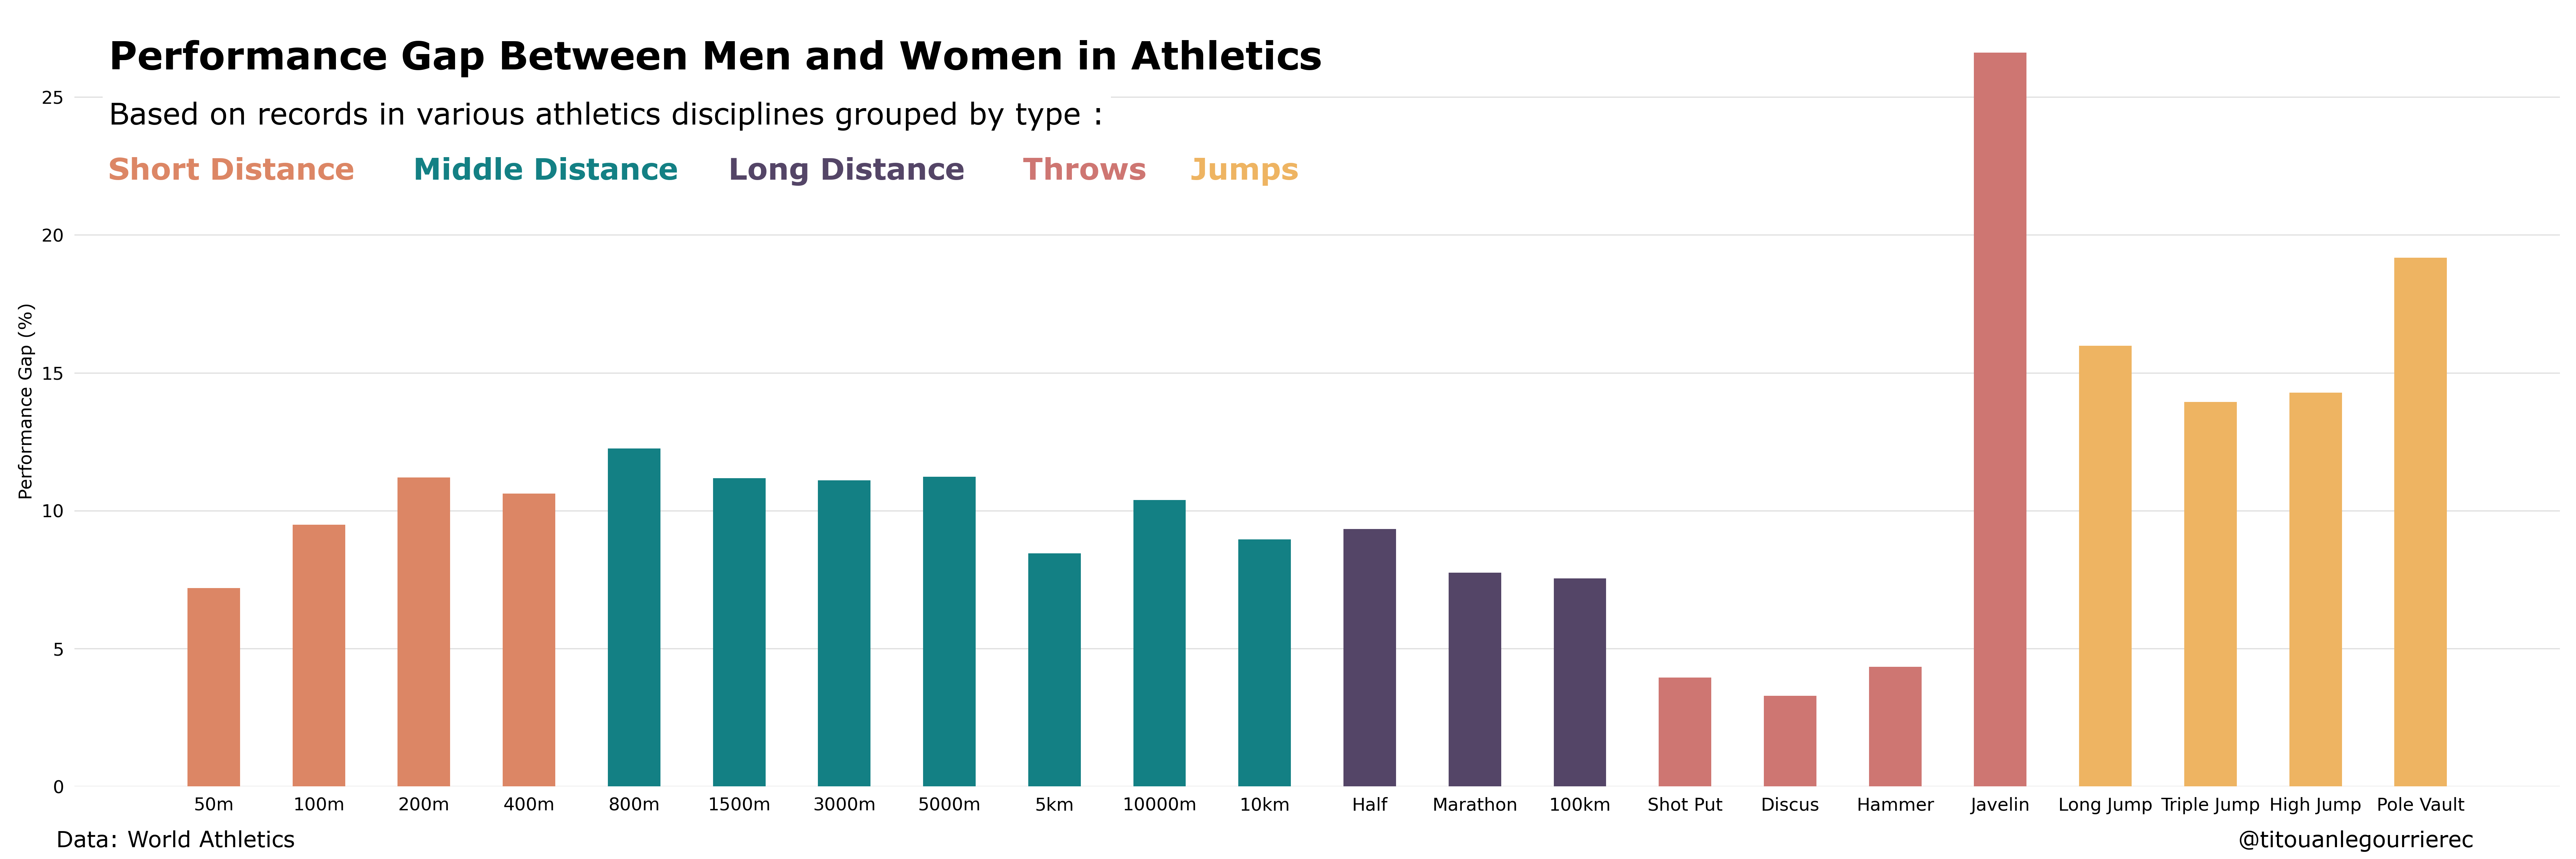 Performance Gap Between Men and Women in Athletics
Based on records in various athletics disciplines grouped by type :
Short Distance Middle Distance Long Distance Throws Jumps
Performance Gap (%)
25
20
15
10
5
0
50m 100m 200m 400m 800m 1500m 3000m 5000m 5km 10000m 10km Half Marathon 100km Shot Put Discus Hammer Javelin Long Jump Triple Jump High Jump Pole Vault
Data: World Athletics @titouanlegourrierec